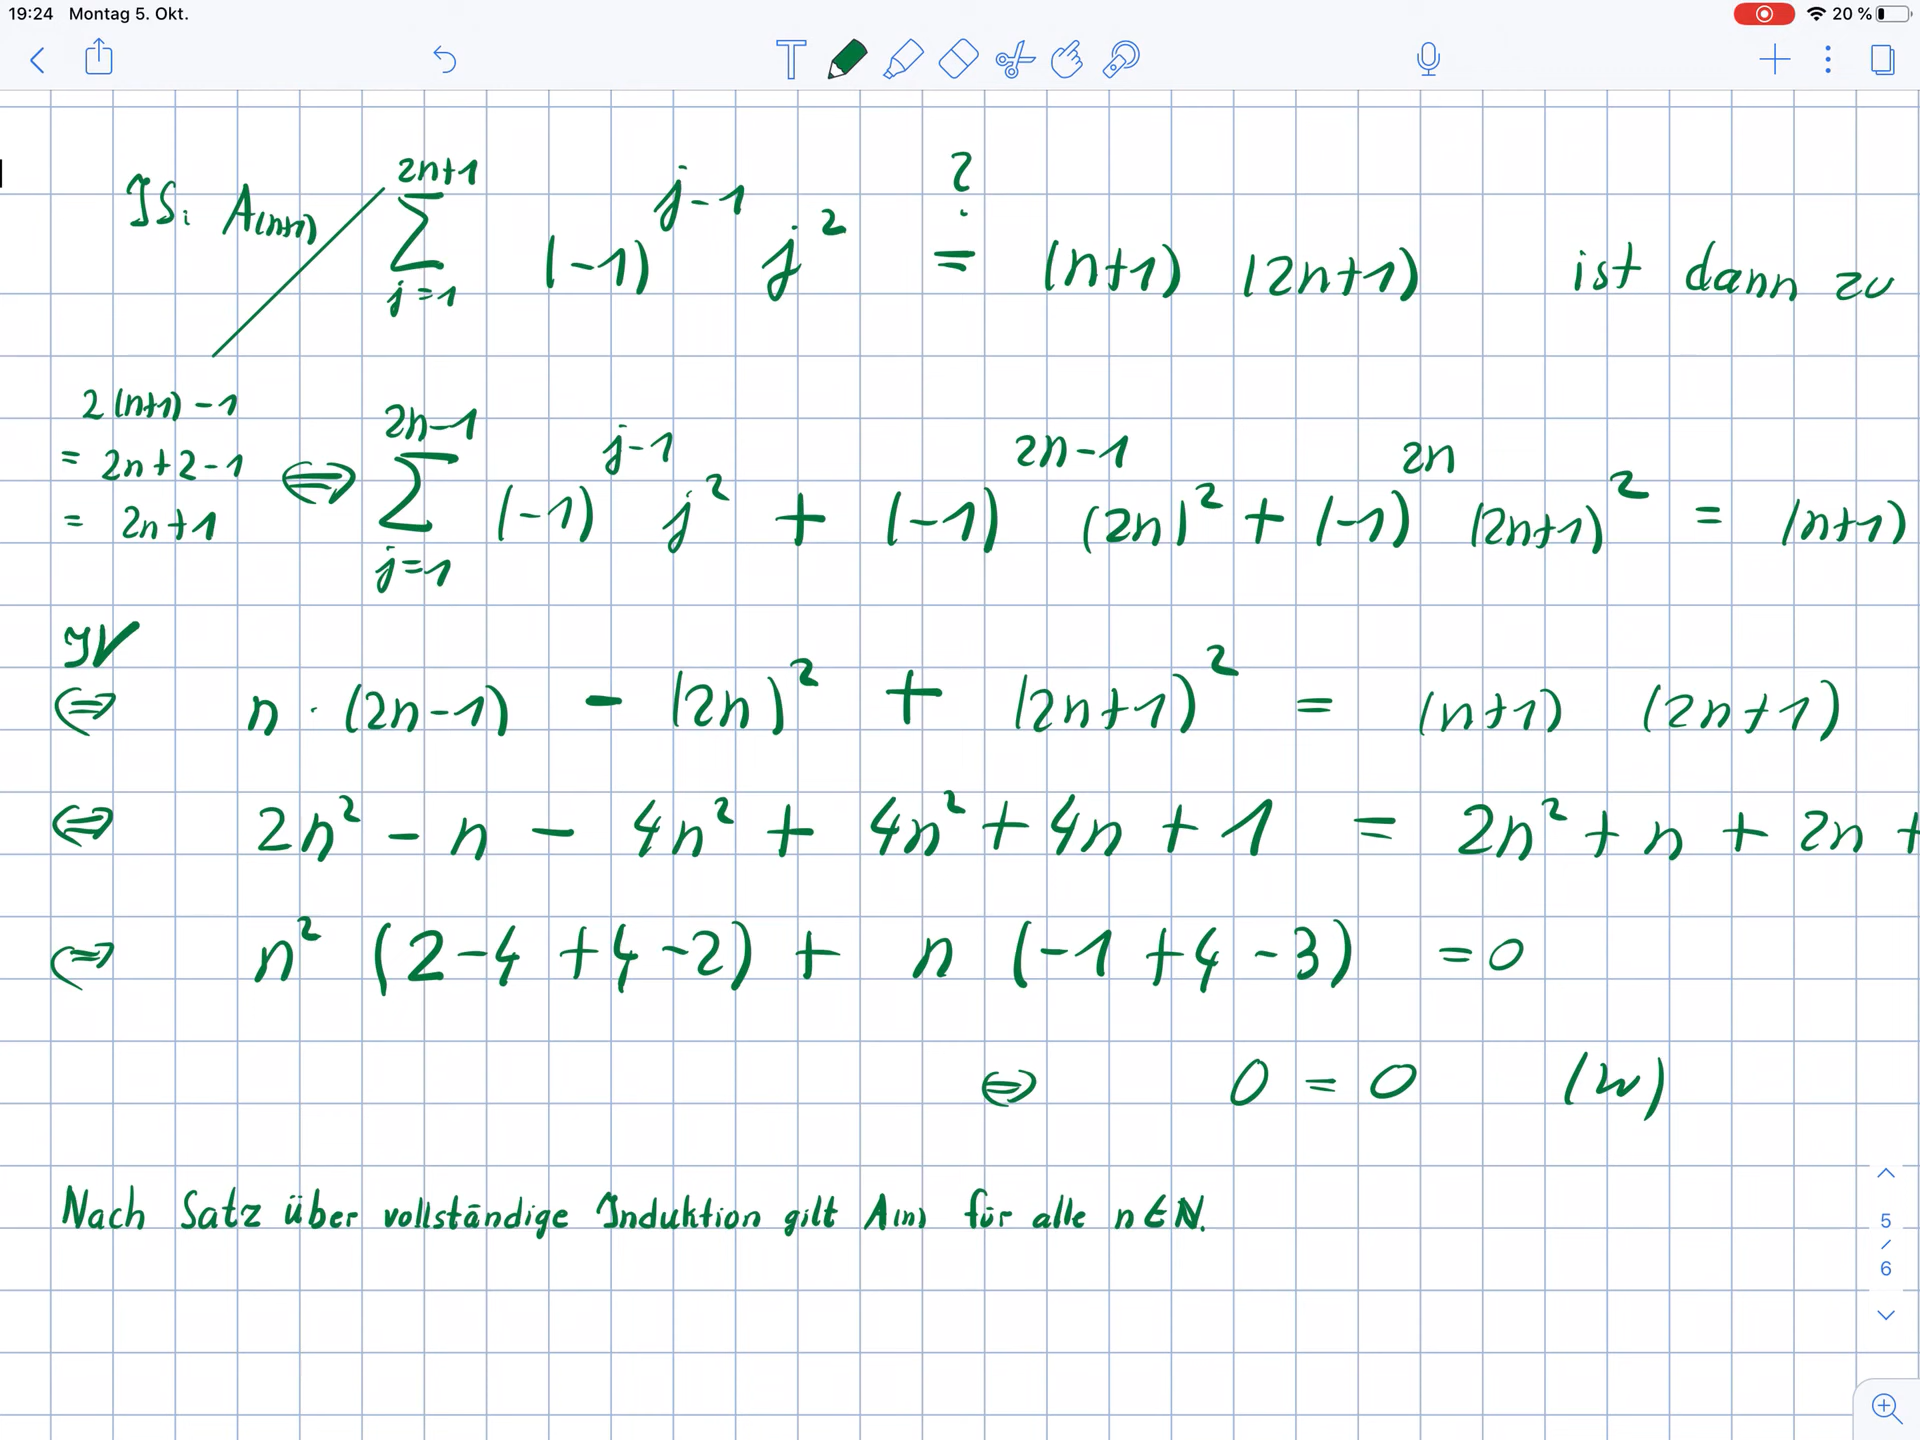 19:24 Montag 5. Okt. 20 %
IS: A(n+1) ∑_{j=1}^{2n+1} (-1)^{j-1} j² =? (n+1) (2n+1) ist dann zu
2(n+1) - 1
= 2n+2-1
= 2n+1
⇔ ∑_{j=1}^{2n-1} (-1)^{j-1} j² + (-1)^{2n-1} (2n)² + (-1)^{2n} (2n+1)² = (n+1)
IV
⇔ n · (2n-1) - (2n)² + (2n+1)² = (n+1) (2n+1)
⇔ 2n² - n - 4n² + 4n² + 4n + 1 = 2n² + n + 2n +
⇔ n² (2-4+4-2) + n (-1+4-3) = 0
⇔ 0 = 0 (w)
Nach Satz über vollständige Induktion gilt A(n) für alle n∈ℕ.
5
/
6